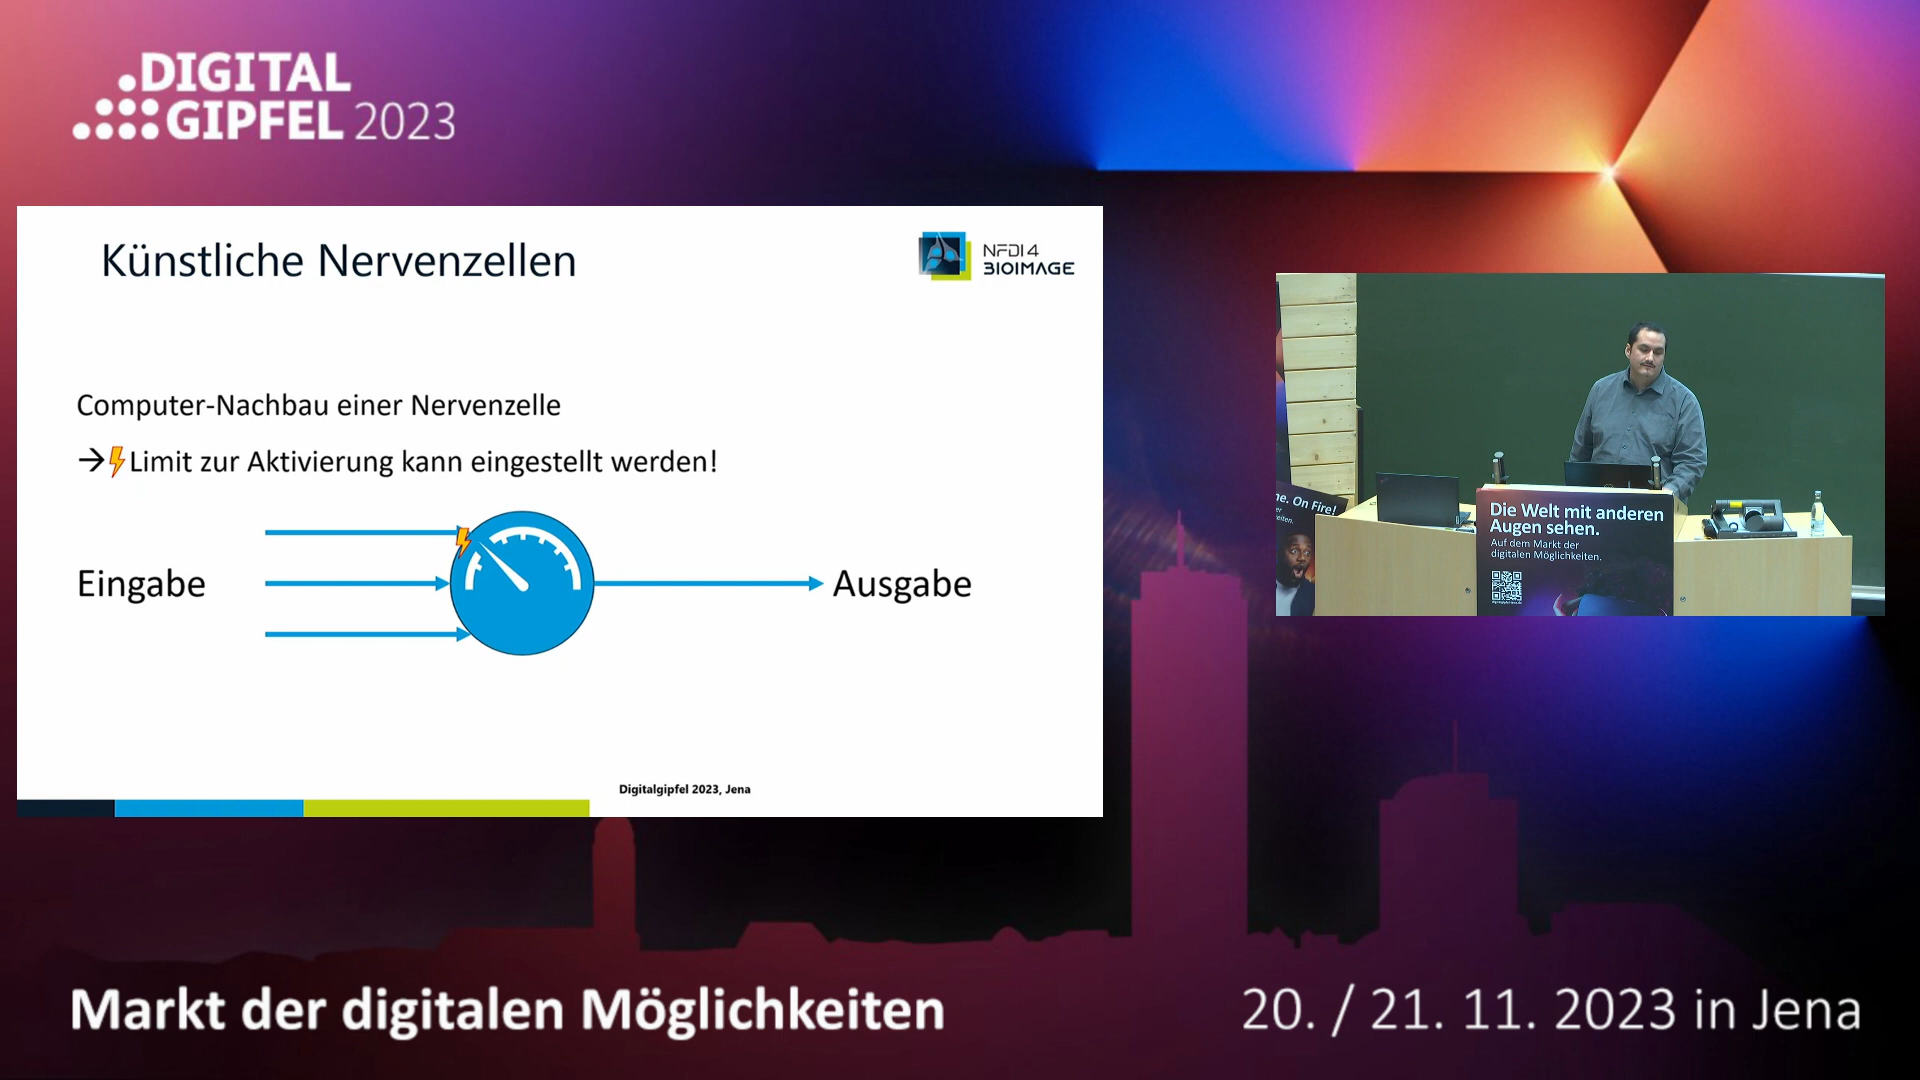 DIGITAL
GIPFEL 2023
Künstliche Nervenzellen
NFDI4
BIOIMAGE
Computer-Nachbau einer Nervenzelle
→ Limit zur Aktivierung kann eingestellt werden!
Eingabe
Ausgabe
Digitalgipfel 2023, Jena
ne. On Fire!
Die Welt mit anderen
Augen sehen.
Auf dem Markt der
digitalen Möglichkeiten.
Markt der digitalen Möglichkeiten
20. / 21. 11. 2023 in Jena